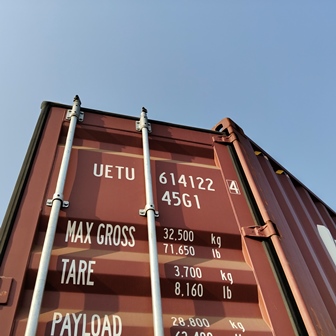 UETU 614122 4
45G1
MAX GROSS 32,500 kg
71,650 lb
TARE 3,700 kg
8,160 lb
PAYLOAD 28,800 kg
lb